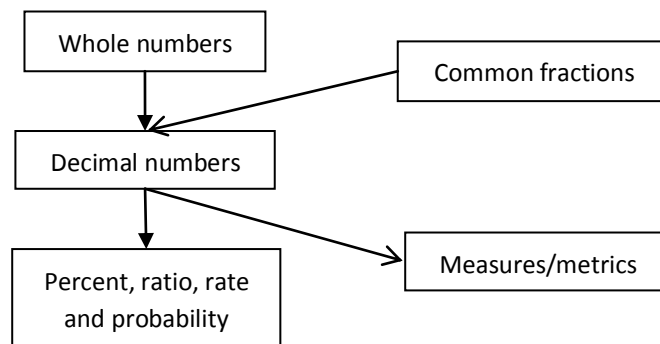 Whole numbers
Common fractions
Decimal numbers
Measures/metrics
Percent, ratio, rate
and probability